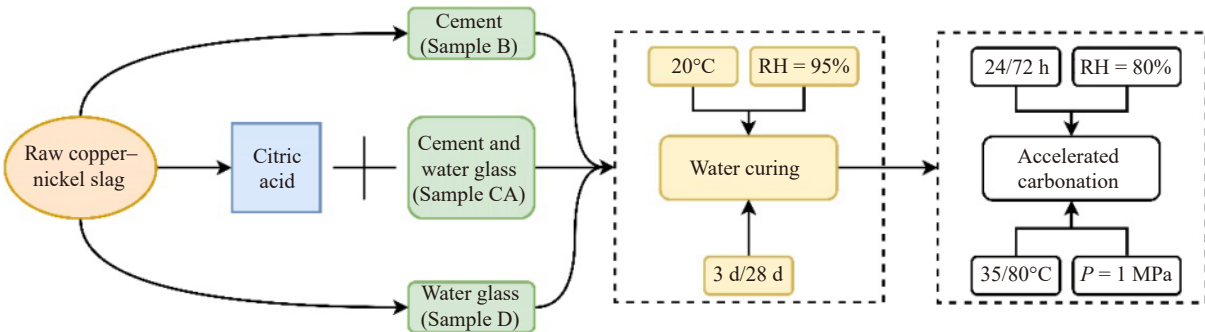 Cement
(Sample B)
Raw copper–
nickel slag
Citric
acid
Cement and
water glass
(Sample CA)
Water glass
(Sample D)
20°C
RH = 95%
Water curing
3 d/28 d
24/72 h
RH = 80%
Accelerated
carbonation
35/80°C
P = 1 MPa